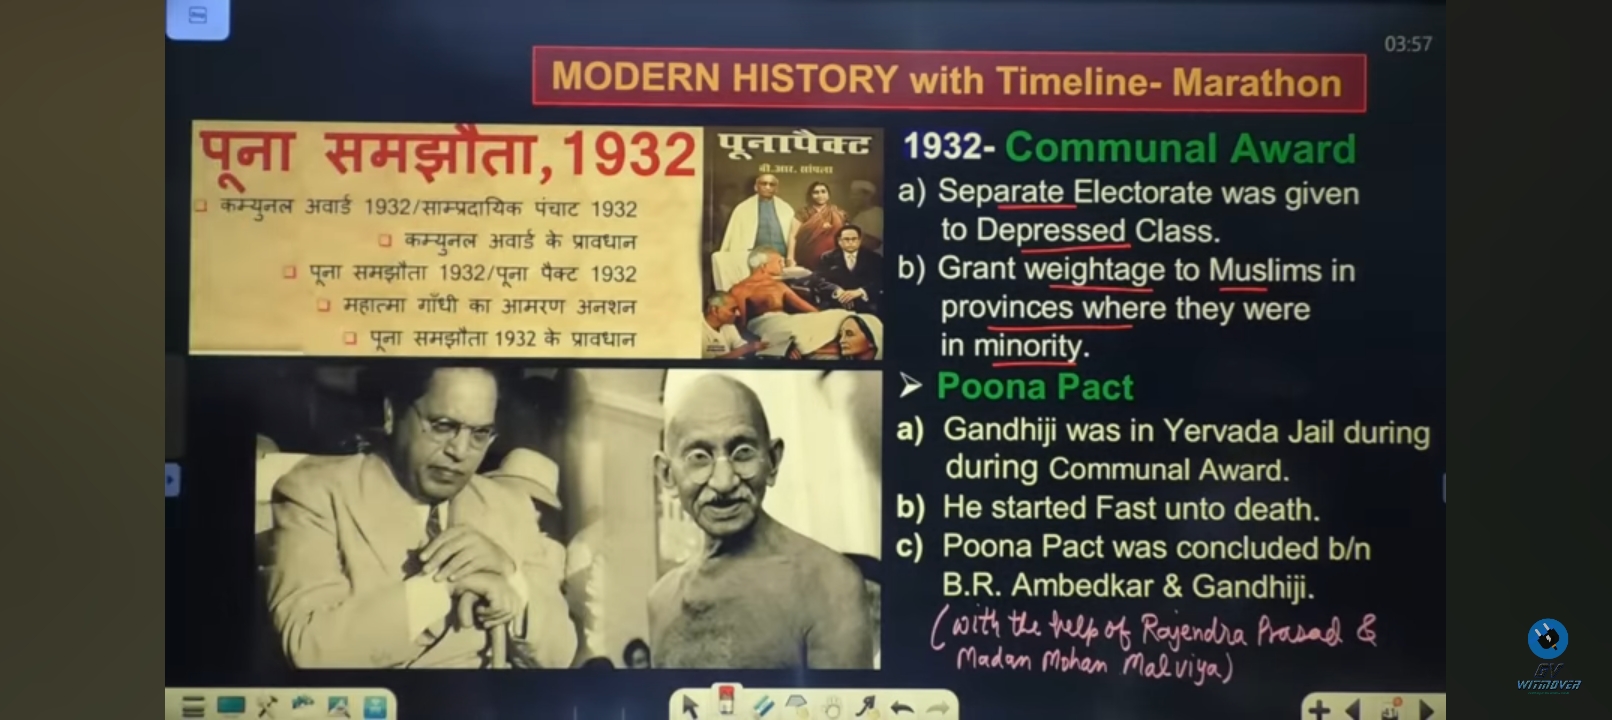 03:57
MODERN HISTORY with Timeline- Marathon
पूना समझौता, 1932
कम्युनल अवार्ड 1932/साम्प्रदायिक पंचाट 1932
कम्युनल अवार्ड के प्रावधान
पूना समझौता 1932/पूना पैक्ट 1932
महात्मा गाँधी का आमरण अनशन
पूना समझौता 1932 के प्रावधान
पूनापैक्ट
बी.आर. सांपला
1932- Communal Award
a) Separate Electorate was given
to Depressed Class.
b) Grant weightage to Muslims in
provinces where they were
in minority.
➢ Poona Pact
a) Gandhiji was in Yervada Jail during
during Communal Award.
b) He started Fast unto death.
c) Poona Pact was concluded b/n
B.R. Ambedkar & Gandhiji.
(with the help of Rajendra Prasad &
Madan Mohan Malviya)
GK
WITMOVER